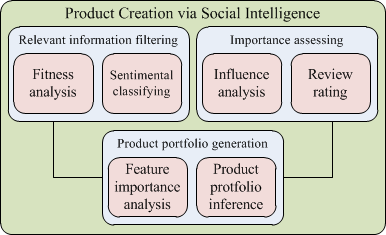 Product Creation via Social Intelligence
Relevant information filtering
Fitness
analysis
Sentimental
classifying
Importance assessing
Influence
analysis
Review
rating
Product portfolio generation
Feature
importance
analysis
Product
protfolio
inference